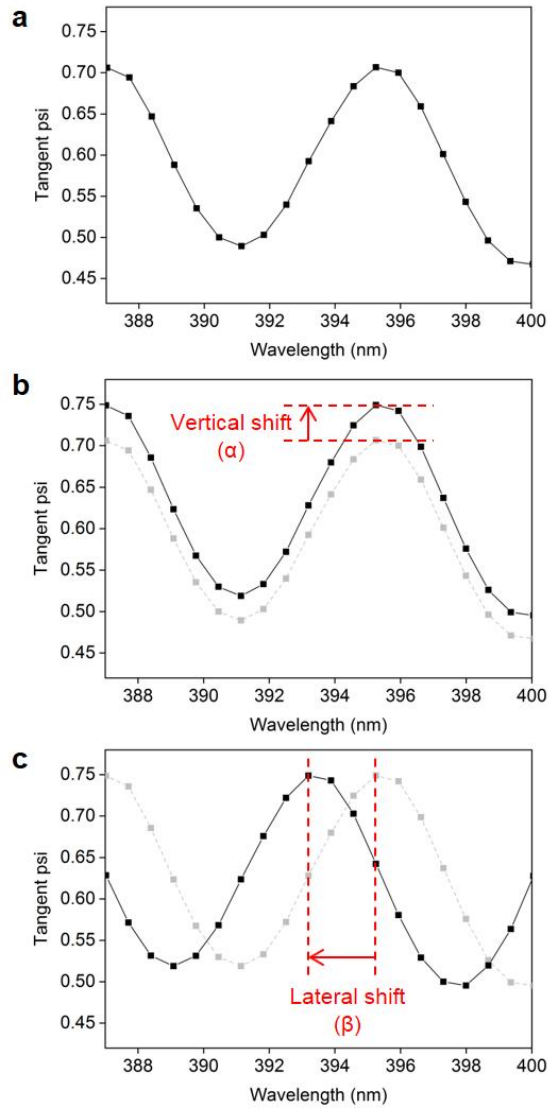 a
0.75
0.70
0.65
0.60
0.55
0.50
0.45
Tangent psi
388 390 392 394 396 398 400
Wavelength (nm)
b
0.75
0.70
0.65
0.60
0.55
0.50
0.45
Tangent psi
Vertical shift
(α)
388 390 392 394 396 398 400
Wavelength (nm)
c
0.75
0.70
0.65
0.60
0.55
0.50
0.45
Tangent psi
Lateral shift
(β)
388 390 392 394 396 398 400
Wavelength (nm)